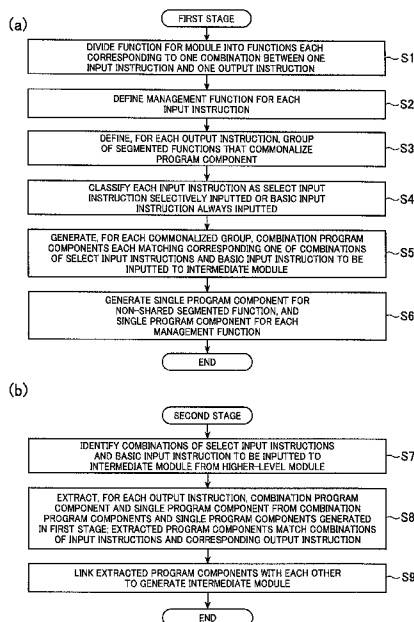 (a)
FIRST STAGE
DIVIDE FUNCTION FOR MODULE INTO FUNCTIONS EACH
CORRESPONDING TO ONE COMBINATION BETWEEN ONE
INPUT INSTRUCTION AND ONE OUTPUT INSTRUCTION
S1
DEFINE MANAGEMENT FUNCTION FOR EACH
INPUT INSTRUCTION
S2
DEFINE, FOR EACH OUTPUT INSTRUCTION, GROUP
OF SEGMENTED FUNCTIONS THAT COMMONALIZE
PROGRAM COMPONENT
S3
CLASSIFY EACH INPUT INSTRUCTION AS SELECT INPUT
INSTRUCTION SELECTIVELY INPUTTED OR BASIC INPUT
INSTRUCTION ALWAYS INPUTTED
S4
GENERATE, FOR EACH COMMONALIZED GROUP, COMBINATION PROGRAM
COMPONENTS EACH MATCHING CORRESPONDING ONE OF COMBINATIONS
OF SELECT INPUT INSTRUCTIONS AND BASIC INPUT INSTRUCTION TO BE
INPUTTED TO INTERMEDIATE MODULE
S5
GENERATE SINGLE PROGRAM COMPONENT FOR
NON-SHARED SEGMENTED FUNCTION, AND
SINGLE PROGRAM COMPONENT FOR EACH
MANAGEMENT FUNCTION
S6
END
(b)
SECOND STAGE
IDENTIFY COMBINATIONS OF SELECT INPUT INSTRUCTIONS
AND BASIC INPUT INSTRUCTION TO BE INPUTTED TO
INTERMEDIATE MODULE FROM HIGHER-LEVEL MODULE
S7
EXTRACT, FOR EACH OUTPUT INSTRUCTION, COMBINATION PROGRAM
COMPONENT AND SINGLE PROGRAM COMPONENT FROM COMBINATION
PROGRAM COMPONENTS AND SINGLE PROGRAM COMPONENTS GENERATED
IN FIRST STAGE; EXTRACTED PROGRAM COMPONENTS MATCH COMBINATIONS
OF INPUT INSTRUCTIONS AND CORRESPONDING OUTPUT INSTRUCTION
S8
LINK EXTRACTED PROGRAM COMPONENTS WITH EACH
OTHER TO GENERATE INTERMEDIATE MODULE
S9
END